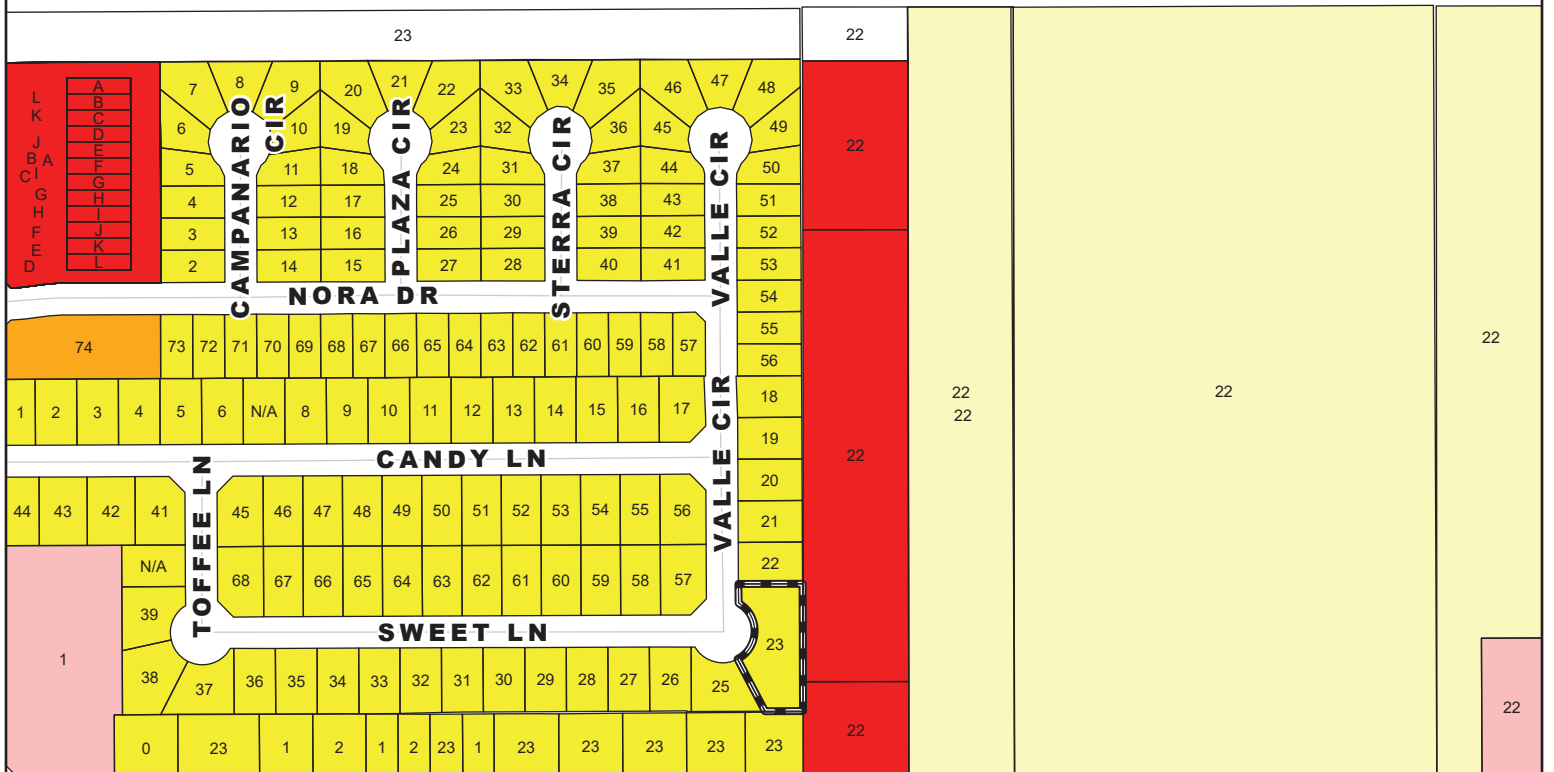 23
22
L
K
J
B A
C I
G
H
F
E
D
A
B
C
D
E
F
G
H
I
J
K
L
7 8 9 20 21 22 33 34 35 46 47 48
6 10 19 23 32 36 45 49
5 11 18 24 31 37 44 50
4 12 17 25 30 38 43 51
3 13 16 26 29 39 42 52
2 14 15 27 28 40 41 53
CAMPANARIO
CIR
PLAZA CIR
STERRA CIR
VALLE CIR
NORA DR
54
55
56
74 73 72 71 70 69 68 67 66 65 64 63 62 61 60 59 58 57
1 2 3 4 5 6 N/A 8 9 10 11 12 13 14 15 16 17
VALLE CIR
18
19
20
21
22
CANDY LN
TOFFEE LN
VALLE CIR
44 43 42 41 45 46 47 48 49 50 51 52 53 54 55 56
N/A 68 67 66 65 64 63 62 61 60 59 58 57
39
SWEET LN
23
1
38 37 36 35 34 33 32 31 30 29 28 27 26 25
0 23 1 2 1 2 23 1 23 23 23 23 23
22
22
22
22
22
22
22
22